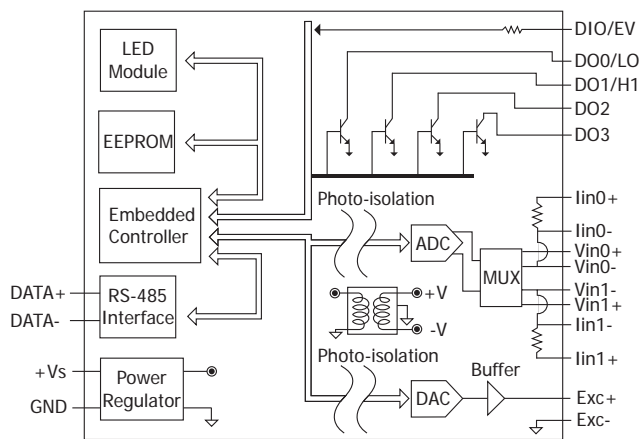 LED
Module
EEPROM
Embedded
Controller
RS-485
Interface
Power
Regulator
DATA+
DATA-
+Vs
GND
Photo-isolation
ADC
MUX
+V
-V
Photo-isolation
DAC
Buffer
DIO/EV
DO0/LO
DO1/H1
DO2
DO3
Iin0+
Iin0-
Vin0+
Vin0-
Vin1-
Vin1+
Iin1-
Iin1+
Exc+
Exc-